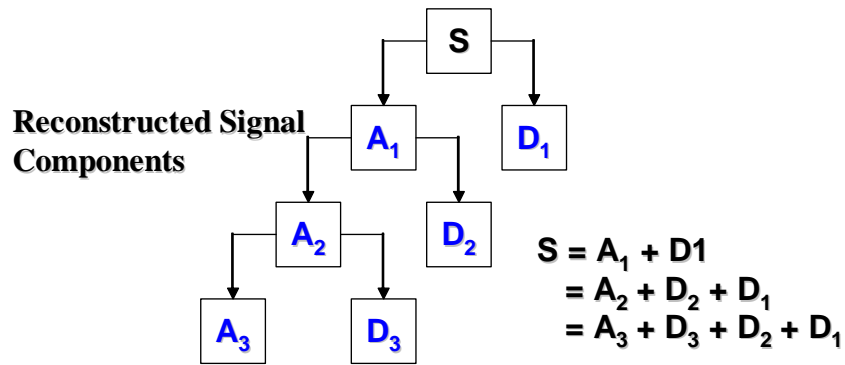 S
Reconstructed Signal
Components
A₁
D₁
A₂
D₂
S = A₁ + D1
= A₂ + D₂ + D₁
= A₃ + D₃ + D₂ + D₁
A₃
D₃